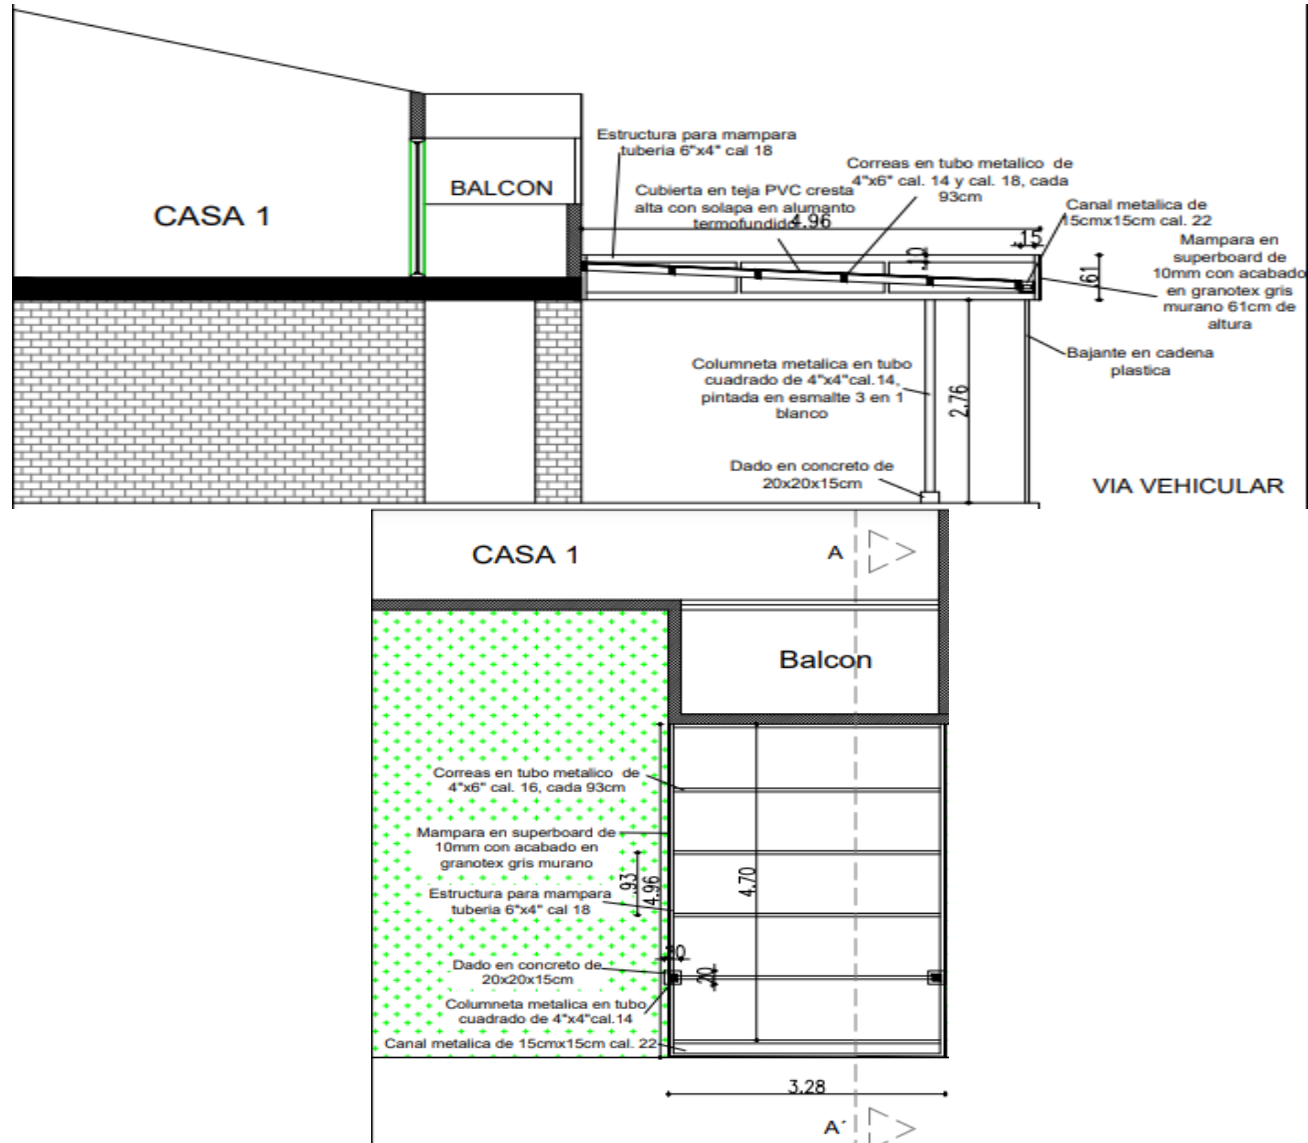 Estructura para mampara
tuberia 6"x4" cal 18
Correas en tubo metalico de
4"x6" cal. 14 y cal. 18, cada
93cm
BALCON
Cubierta en teja PVC cresta
alta con solapa en alumanto
termofundido
4.96
CASA 1
Canal metalica de
15cmx15cm cal. 22
.15
.10
.61
Mampara en
superboard de
10mm con acabado
en granotex gris
murano 61cm de
altura
Bajante en cadena
plastica
Columneta metalica en tubo
cuadrado de 4"x4"cal.14,
pintada en esmalte 3 en 1
blanco
2.76
Dado en concreto de
20x20x15cm
VIA VEHICULAR
CASA 1
A
Balcon
Correas en tubo metalico de
4"x6" cal. 16, cada 93cm
Mampara en superboard de
10mm con acabado en
granotex gris murano
.93
4.96
4.70
Estructura para mampara
tuberia 6"x4" cal 18
Dado en concreto de
20x20x15cm
.20
Columneta metalica en tubo
cuadrado de 4"x4"cal.14
Canal metalica de 15cmx15cm cal. 22
3.28
A´